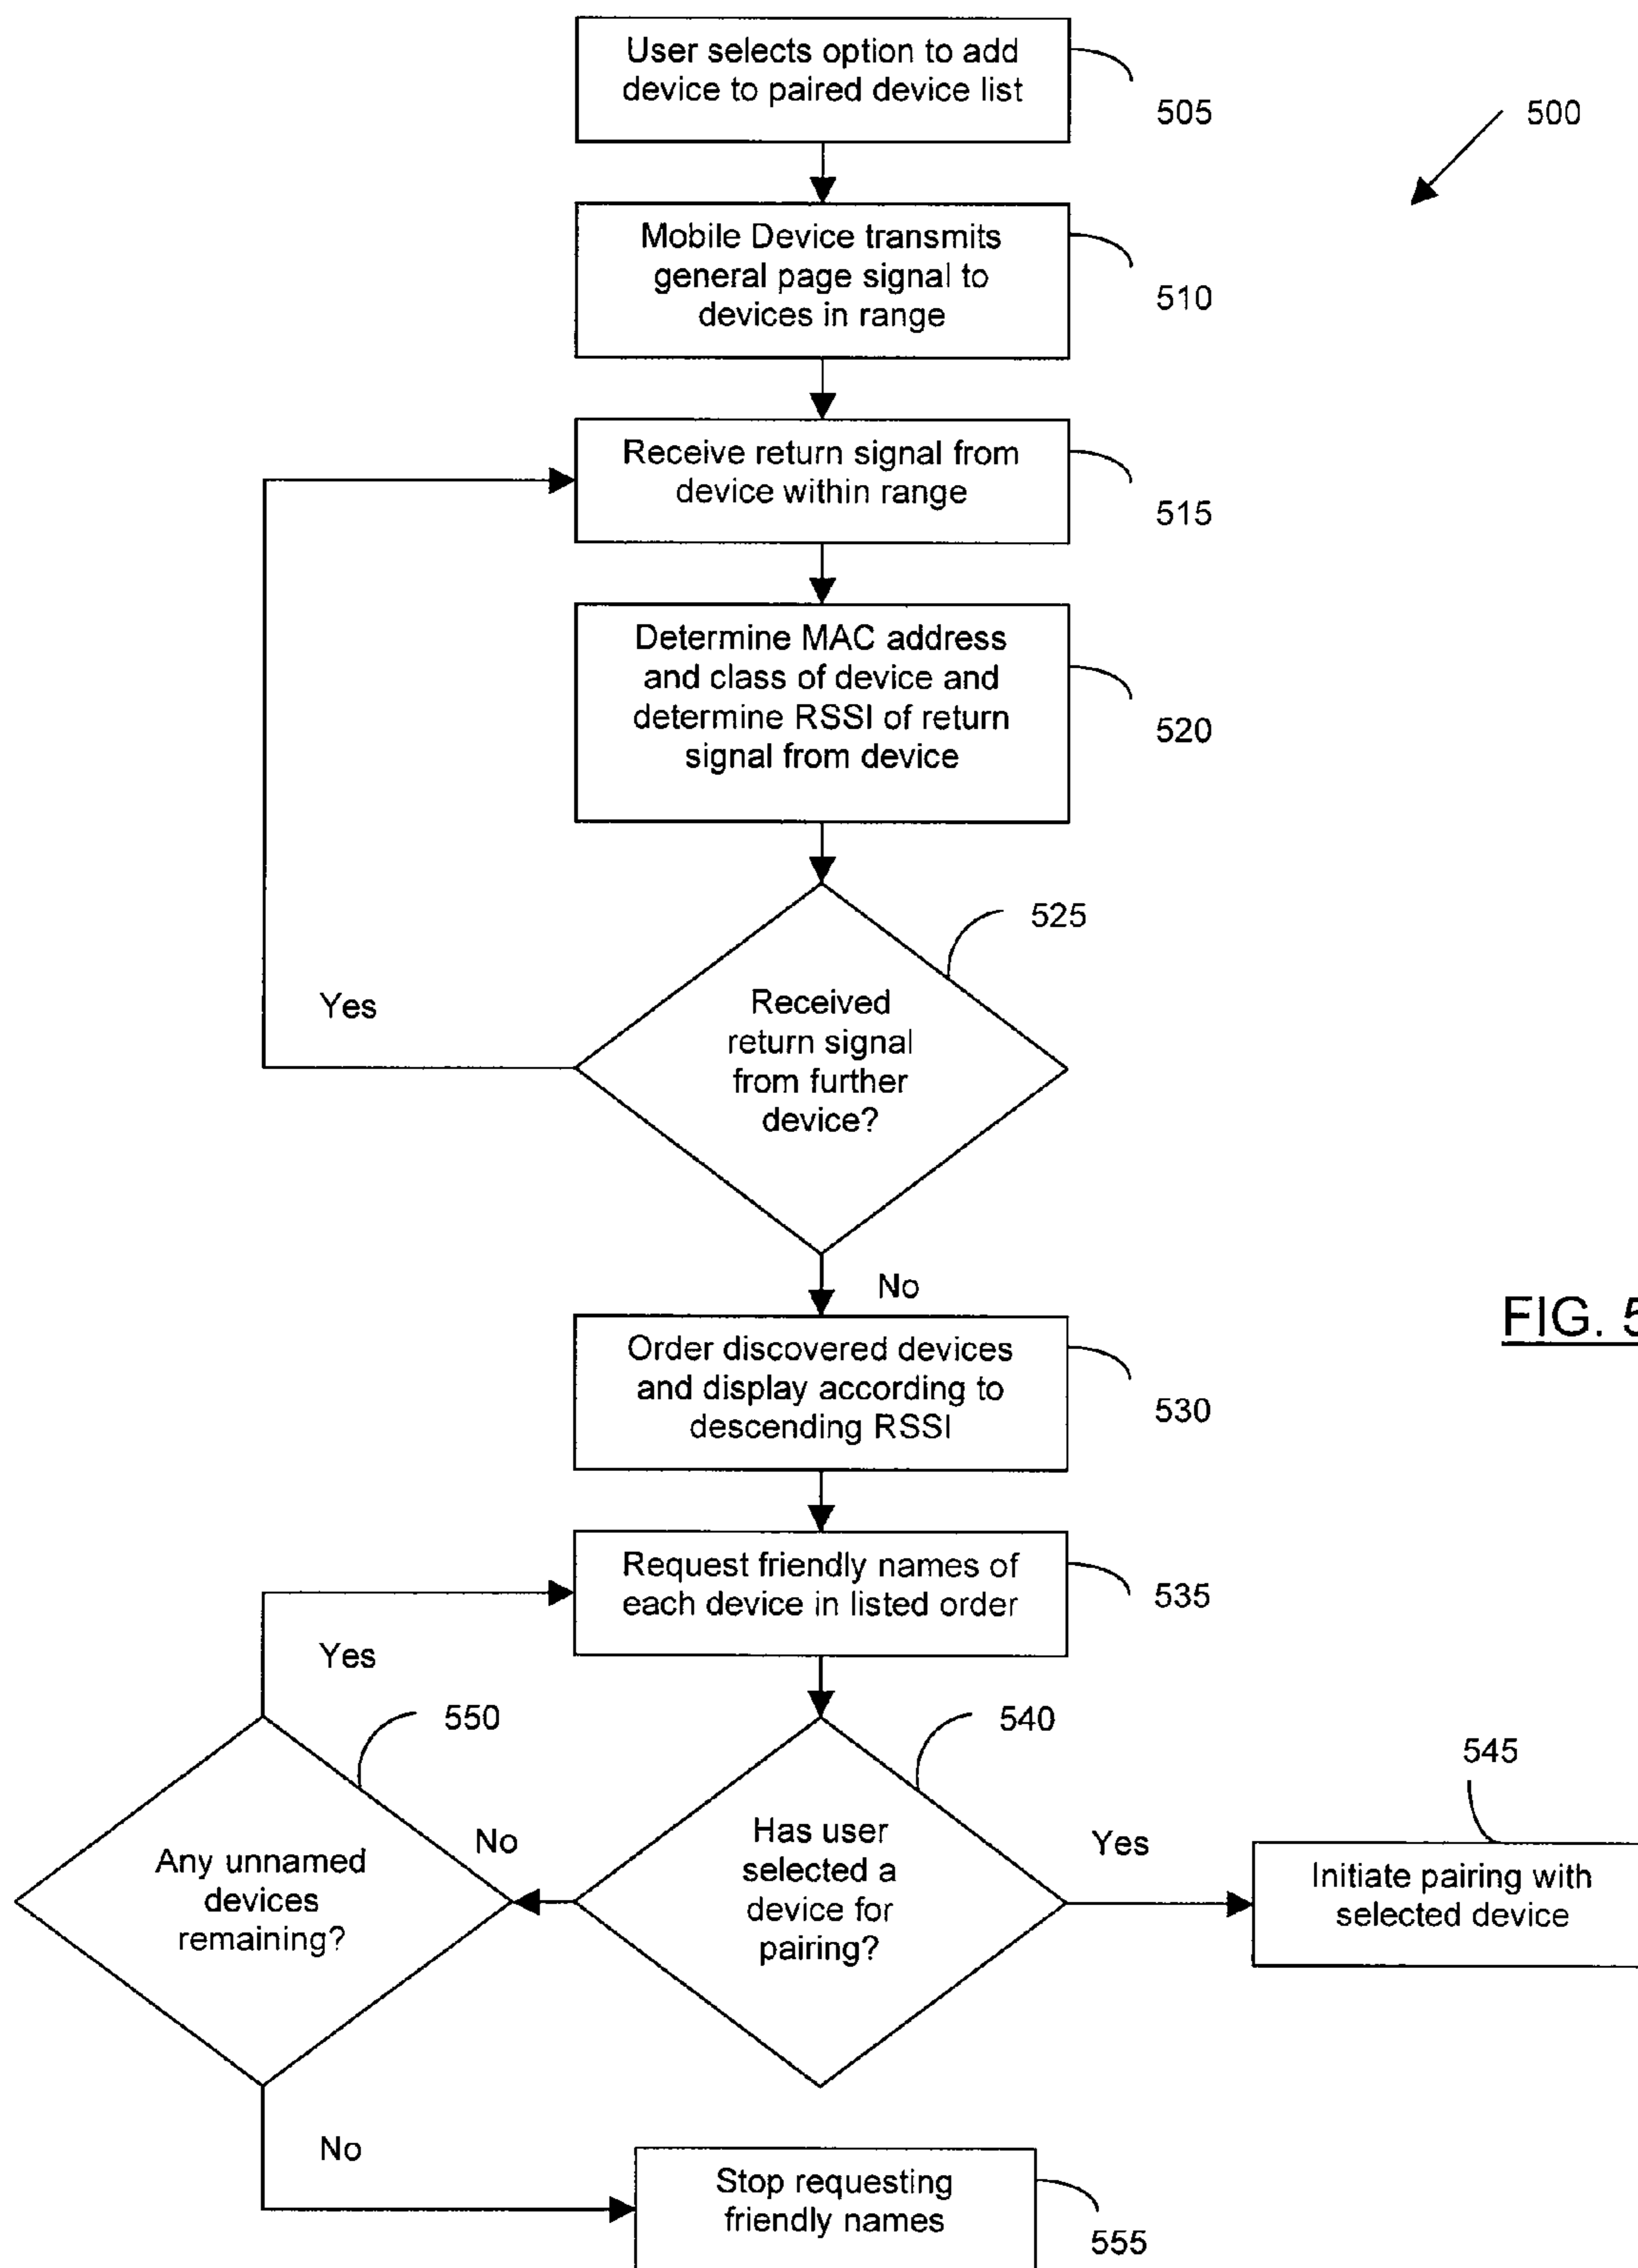 User selects option to add
device to paired device list
505
500
Mobile Device transmits
general page signal to
devices in range
510
Receive return signal from
device within range
515
Determine MAC address
and class of device and
determine RSSI of return
signal from device
520
525
Yes
Received
return signal
from further
device?
No
FIG. 5
Order discovered devices
and display according to
descending RSSI
530
Request friendly names of
each device in listed order
535
Yes
550
540
545
Any unnamed
devices
remaining?
No
Has user
selected a
device for
pairing?
Yes
Initiate pairing with
selected device
No
Stop requesting
friendly names
555